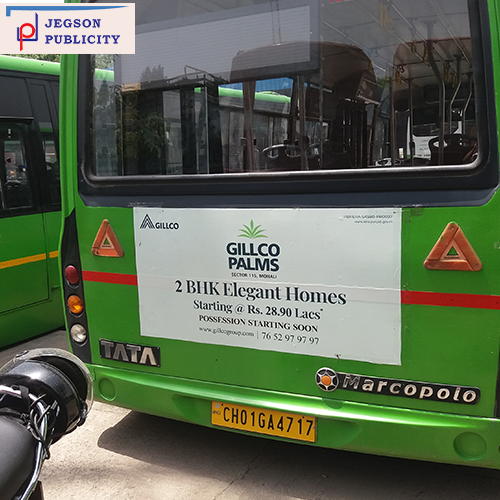 JEGSON
PUBLICITY
GILLCO
GILLCO
PALMS
SECTOR 115, MOHALI
2 BHK Elegant Homes
Starting @ Rs. 28.90 Lacs*
POSSESSION STARTING SOON
www.gillcogroup.com | 76 52 97 97 97
TATA
Marcopolo
CH01GA4717